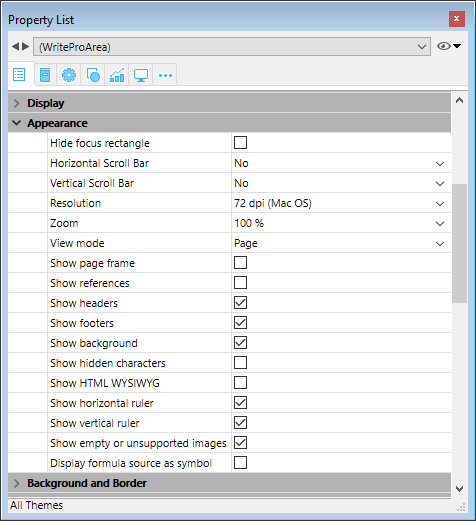 Property List
(WriteProArea)
Display
Appearance
Hide focus rectangle
Horizontal Scroll Bar No
Vertical Scroll Bar No
Resolution 72 dpi (Mac OS)
Zoom 100 %
View mode Page
Show page frame
Show references
Show headers
Show footers
Show background
Show hidden characters
Show HTML WYSIWYG
Show horizontal ruler
Show vertical ruler
Show empty or unsupported images
Display formula source as symbol
Background and Border
All Themes